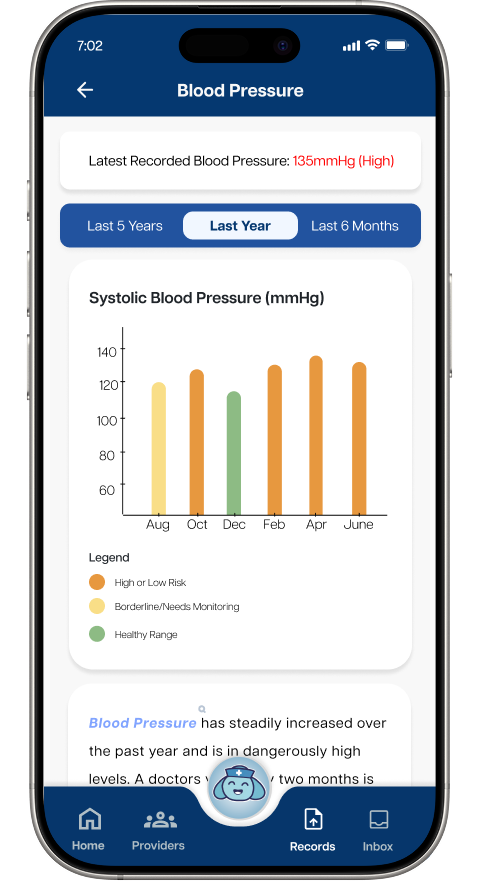 7:02
Blood Pressure
Latest Recorded Blood Pressure: 135mmHg (High)
Last 5 Years Last Year Last 6 Months
Systolic Blood Pressure (mmHg)
140
120
100
80
60
Aug Oct Dec Feb Apr June
Legend
High or Low Risk
Borderline/Needs Monitoring
Healthy Range
Blood Pressure has steadily increased over
the past year and is in dangerously high
levels. A doctors two months is
Home Providers Records Inbox